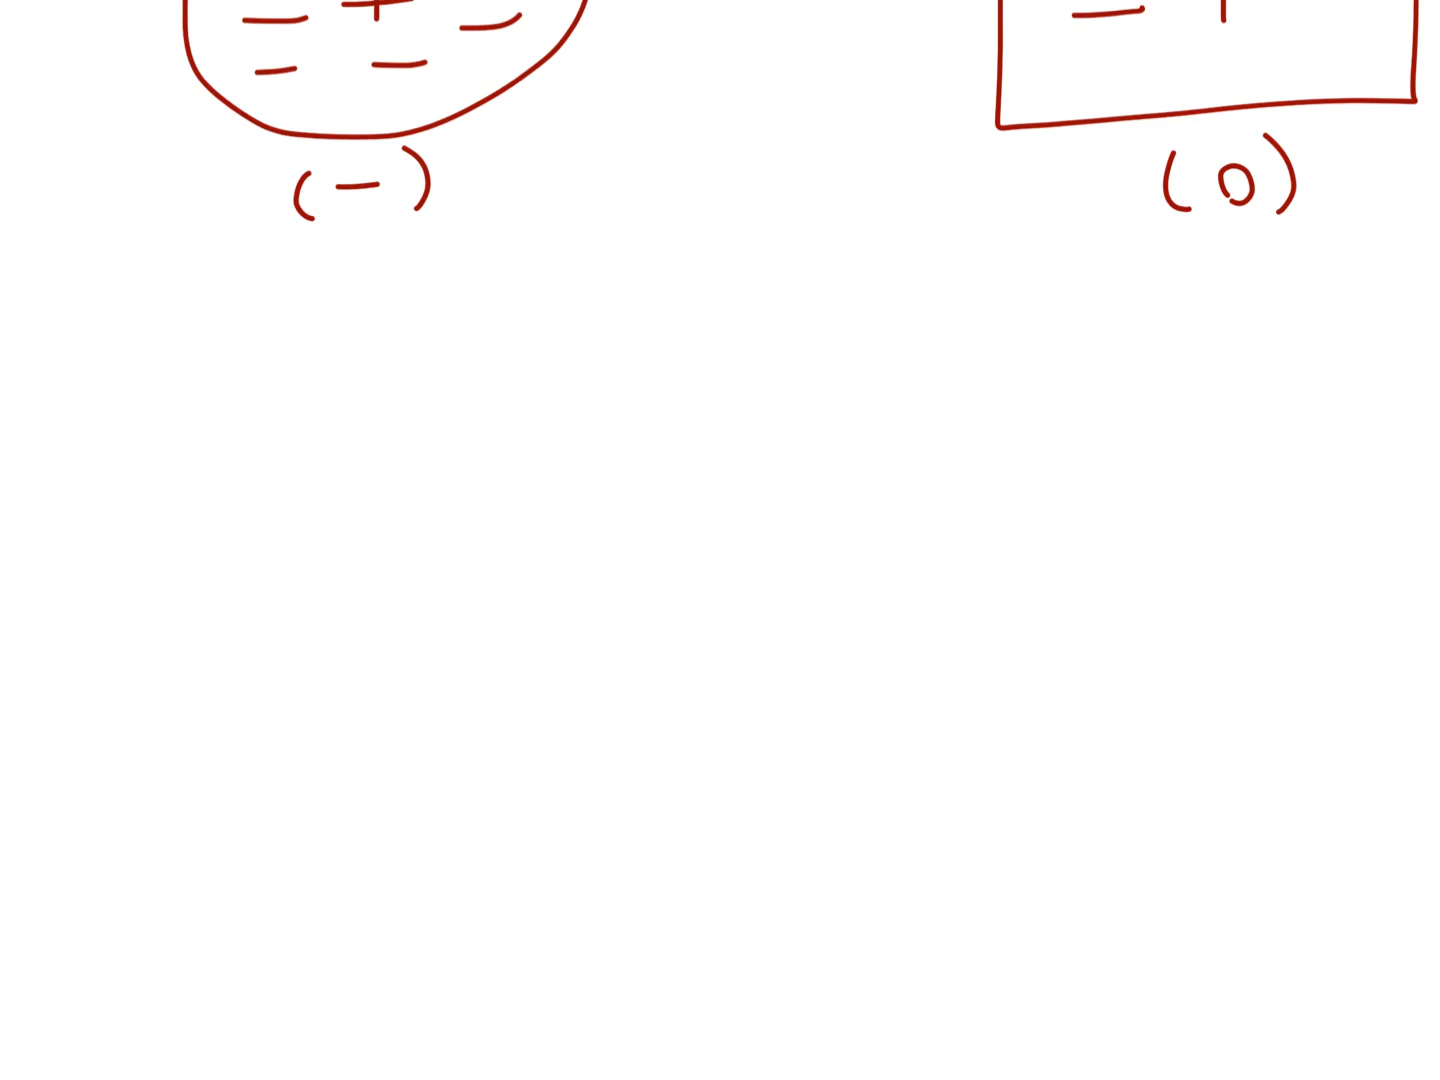 − + −
− −
− |
(−) (0)